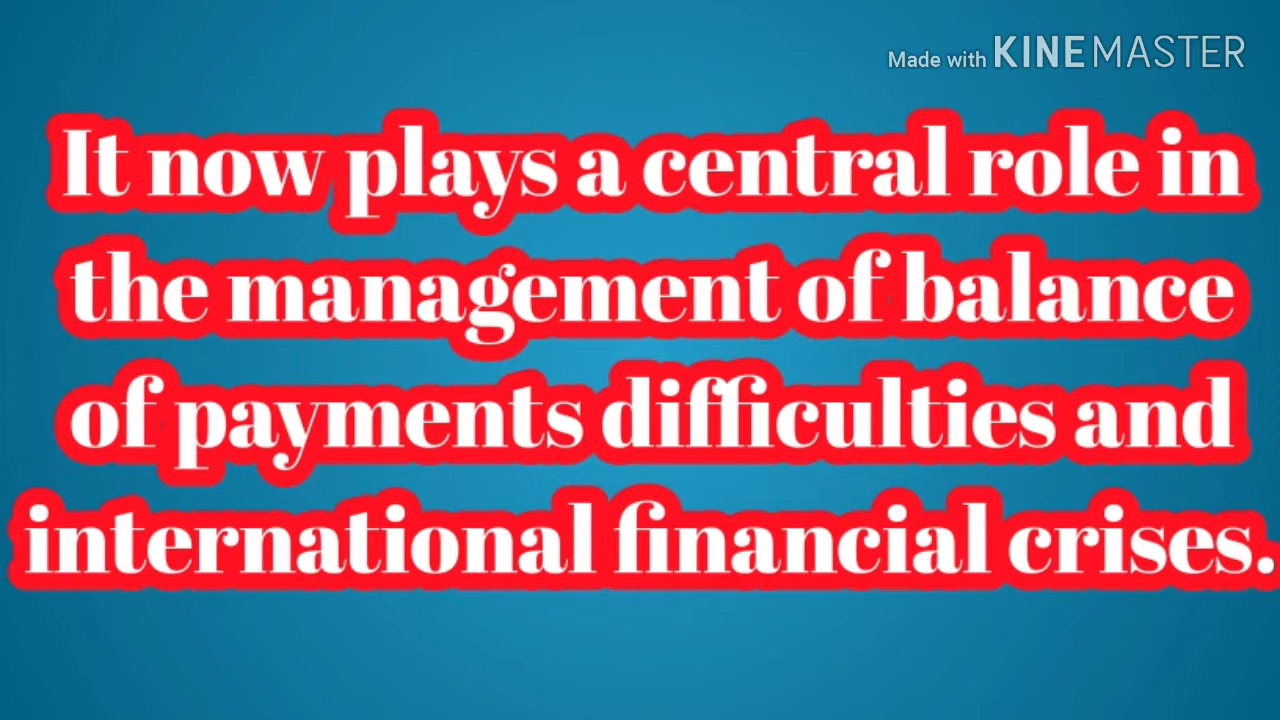 Made with KINEMASTER
It now plays a central role in
the management of balance
of payments difficulties and
international financial crises.